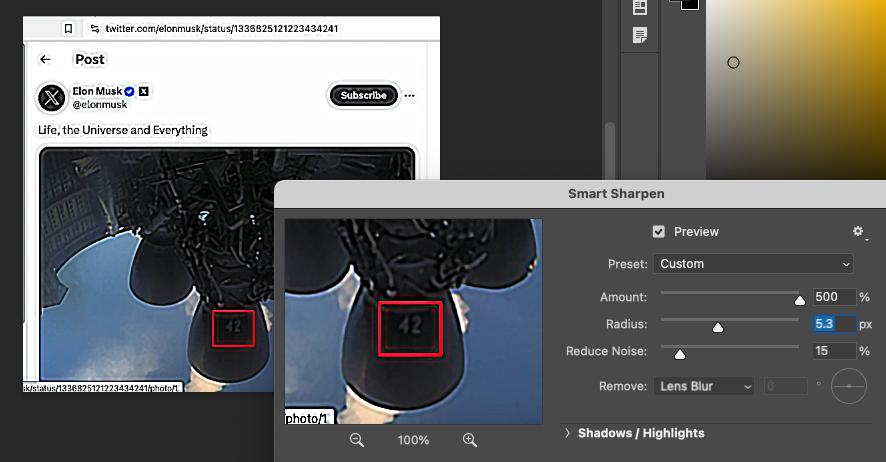 twitter.com/elonmusk/status/1336825121223434241
Post
Elon Musk
@elonmusk
Subscribe
Life, the Universe and Everything
42
sk/status/1336825121223434241/photo/1
Smart Sharpen
Preview
Preset: Custom
Amount: 500 %
Radius: 5.3 px
Reduce Noise: 15 %
Remove: Lens Blur 0 °
Shadows / Highlights
42
photo/1
100%